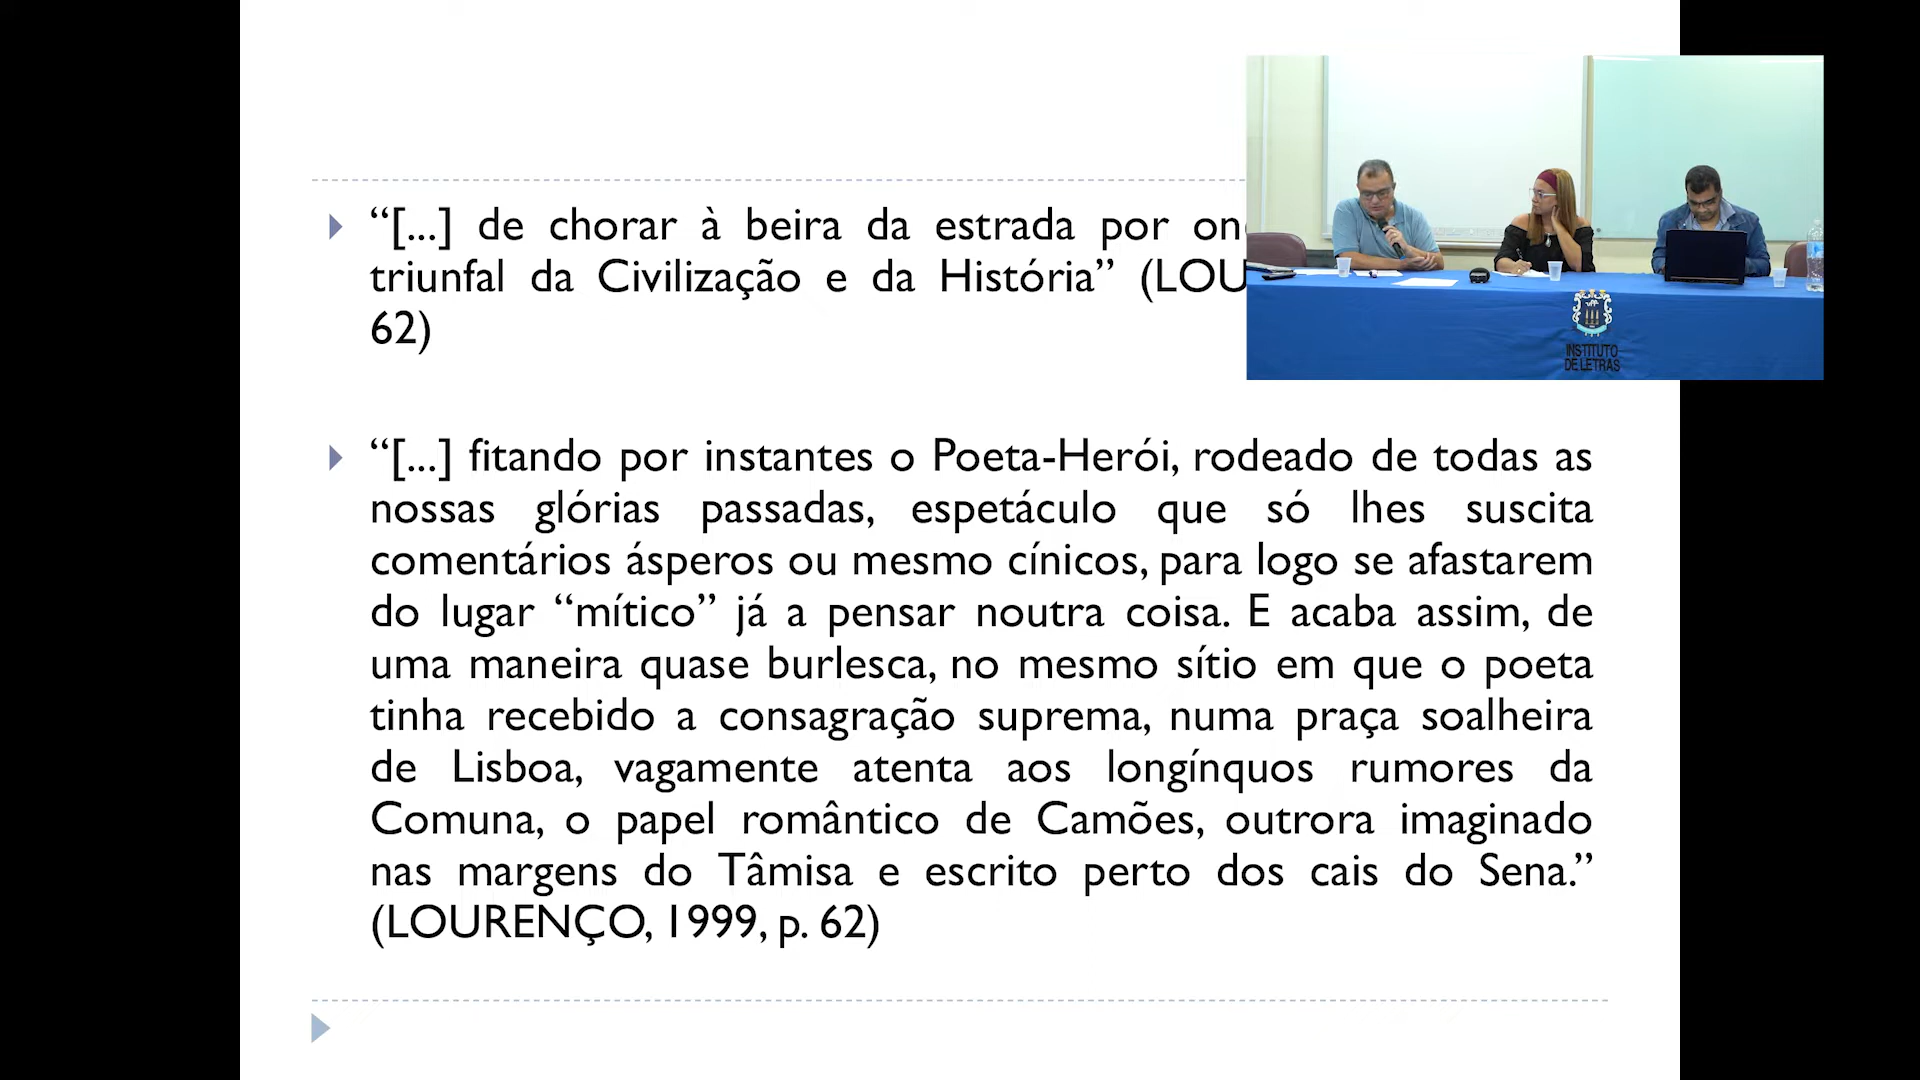 “[...] de chorar à beira da estrada por
triunfal da Civilização e da História”
62)
“[...] fitando por instantes o Poeta-Herói, rodeado de todas as
nossas glórias passadas, espetáculo que só lhes suscita
comentários ásperos ou mesmo cínicos, para logo se afastarem
do lugar “mítico” já a pensar noutra coisa. E acaba assim, de
uma maneira quase burlesca, no mesmo sítio em que o poeta
tinha recebido a consagração suprema, numa praça soalheira
de Lisboa, vagamente atenta aos longínquos rumores da
Comuna, o papel romântico de Camões, outrora imaginado
nas margens do Tâmisa e escrito perto dos cais do Sena.”
(LOURENÇO, 1999, p. 62)
INSTITUTO
DE LETRAS